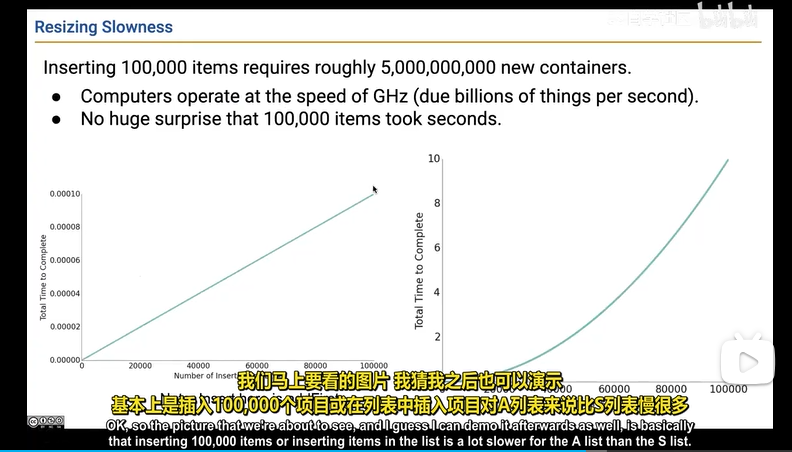 Resizing Slowness
Inserting 100,000 items requires roughly 5,000,000,000 new containers.
● Computers operate at the speed of GHz (due billions of things per second).
● No huge surprise that 100,000 items took seconds.
0.00010
0.00008
0.00006
0.00004
0.00002
0.00000
Total Time to Complete
0
20000
40000
60000
80000
100000
Number of Insert
10
8
6
4
2
Total Time to Complete
100000
我们马上要看的图片 我猜我之后也可以演示
基本上是插入100,000个项目或在列表中插入项目对A列表来说比S列表慢很多
OK, so the picture that we're about to see, and I guess I can demo it afterwards as well, is basically
that inserting 100,000 items or inserting items in the list is a lot slower for the A list than the S list.